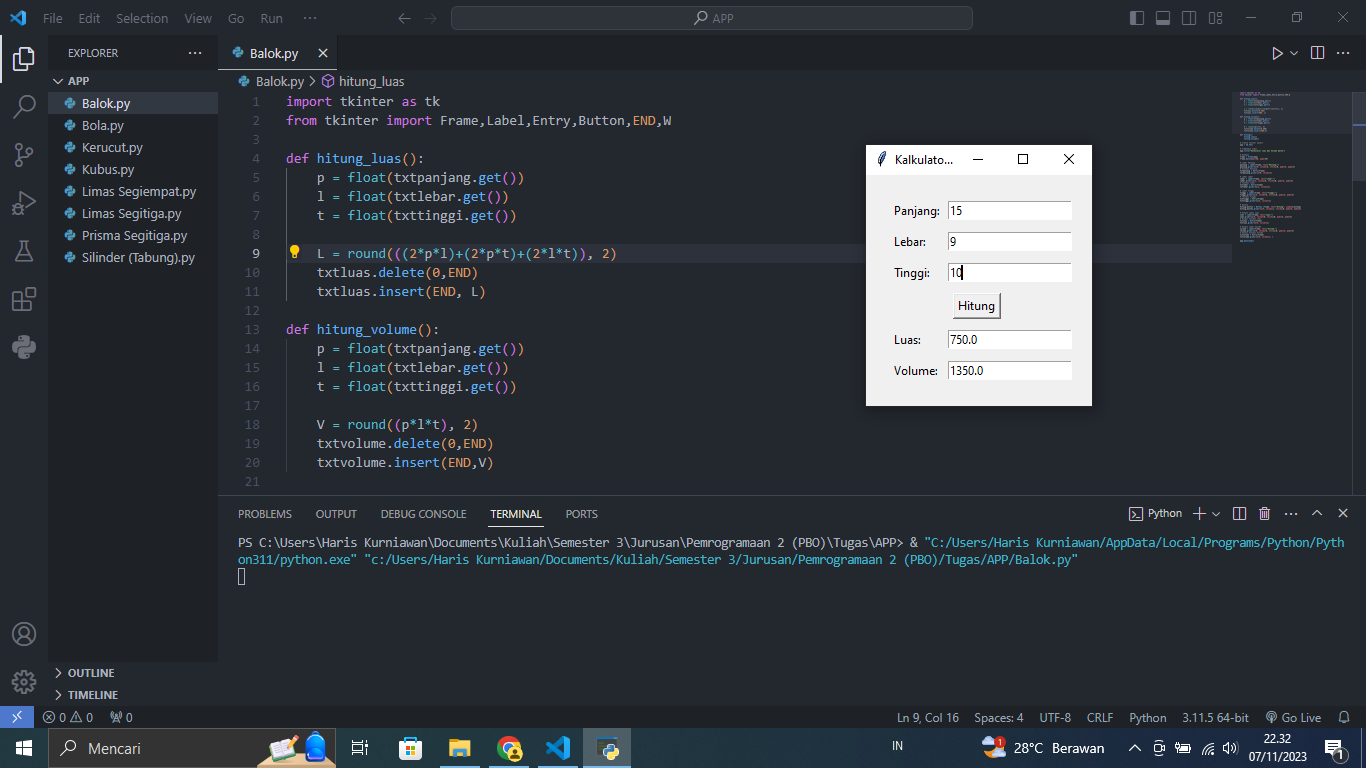 File Edit Selection View Go Run ···
APP
EXPLORER ···
Balok.py
APP
Balok.py
Bola.py
Kerucut.py
Kubus.py
Limas Segiempat.py
Limas Segitiga.py
Prisma Segitiga.py
Silinder (Tabung).py
OUTLINE
TIMELINE
Balok.py > hitung_luas
1 import tkinter as tk
2 from tkinter import Frame,Label,Entry,Button,END,W
3
4 def hitung_luas():
5 p = float(txtpanjang.get())
6 l = float(txtlebar.get())
7 t = float(txttinggi.get())
8
9 L = round(((2*p*l)+(2*p*t)+(2*l*t)), 2)
10 txtluas.delete(0,END)
11 txtluas.insert(END, L)
12
13 def hitung_volume():
14 p = float(txtpanjang.get())
15 l = float(txtlebar.get())
16 t = float(txttinggi.get())
17
18 V = round((p*l*t), 2)
19 txtvolume.delete(0,END)
20 txtvolume.insert(END,V)
21
Kalkulato...
Panjang: 15
Lebar: 9
Tinggi: 10
Hitung
Luas: 750.0
Volume: 1350.0
PROBLEMS OUTPUT DEBUG CONSOLE TERMINAL PORTS
Python
PS C:\Users\Haris Kurniawan\Documents\Kuliah\Semester 3\Jurusan\Pemrogramaan 2 (PBO)\Tugas\APP> & "C:/Users/Haris Kurniawan/AppData/Local/Programs/Python/Pyth
on311/python.exe" "c:/Users/Haris Kurniawan/Documents/Kuliah/Semester 3/Jurusan/Pemrogramaan 2 (PBO)/Tugas/APP/Balok.py"
0 0 0
Ln 9, Col 16 Spaces: 4 UTF-8 CRLF Python 3.11.5 64-bit Go Live
Mencari
IN
1
28°C Berawan
22.32
07/11/2023
1